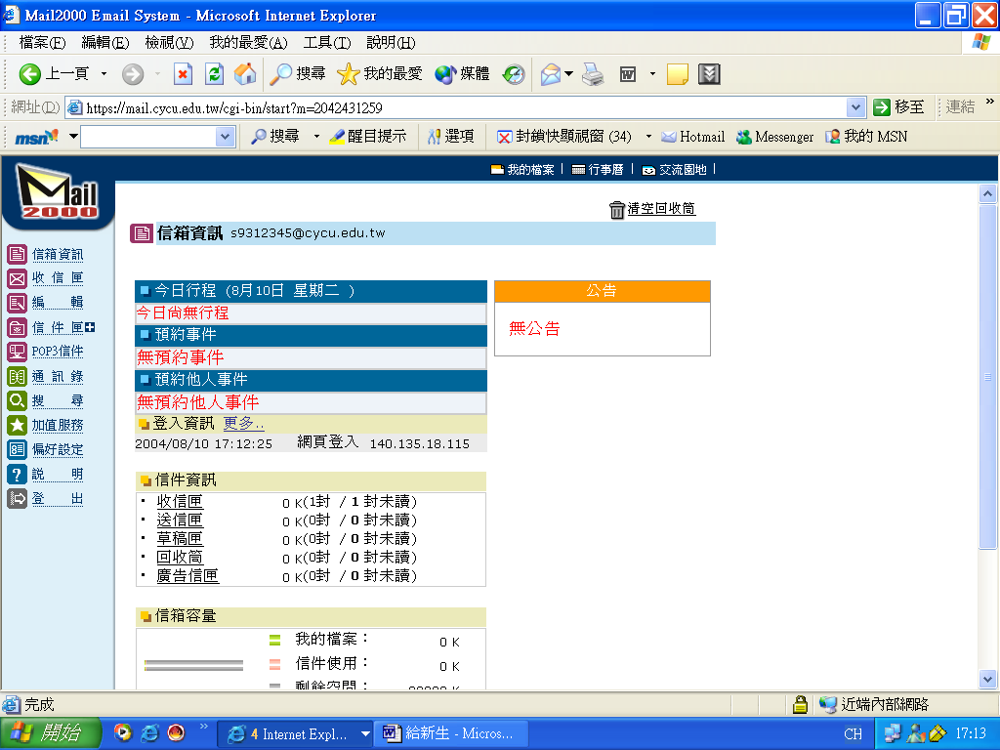 Mail2000 Email System - Microsoft Internet Explorer
檔案(F) 編輯(E) 檢視(V) 我的最愛(A) 工具(T) 說明(H)
上一頁 搜尋 我的最愛 媒體
網址(D) https://mail.cycu.edu.tw/cgi-bin/start?m=2042431259 移至 連結 »
msn 搜尋 醒目提示 選項 封鎖快顯視窗 (34) Hotmail Messenger 我的 MSN
Mail 2000
我的檔案 | 行事曆 | 交流園地 |
清空回收筒
信箱資訊 s9312345@cycu.edu.tw
信箱資訊
收信匣
編輯
信件匣
POP3信件
通訊錄
搜尋
加值服務
偏好設定
說明
登出
今日行程 (8月10日 星期二 )
今日尚無行程
預約事件
無預約事件
預約他人事件
無預約他人事件
登入資訊 更多..
2004/08/10 17:12:25 網頁登入 140.135.18.115
公告
無公告
信件資訊
· 收信匣 0 K(1封 / 1 封未讀)
· 送信匣 0 K(0封 / 0 封未讀)
· 草稿匣 0 K(0封 / 0 封未讀)
· 回收筒 0 K(0封 / 0 封未讀)
· 廣告信匣 0 K(0封 / 0 封未讀)
信箱容量
我的檔案： 0 K
信件使用： 0 K
剩餘空間：
完成 近端內部網路
開始 » 4 Internet Expl... 給新生 - Micros... CH 17:13